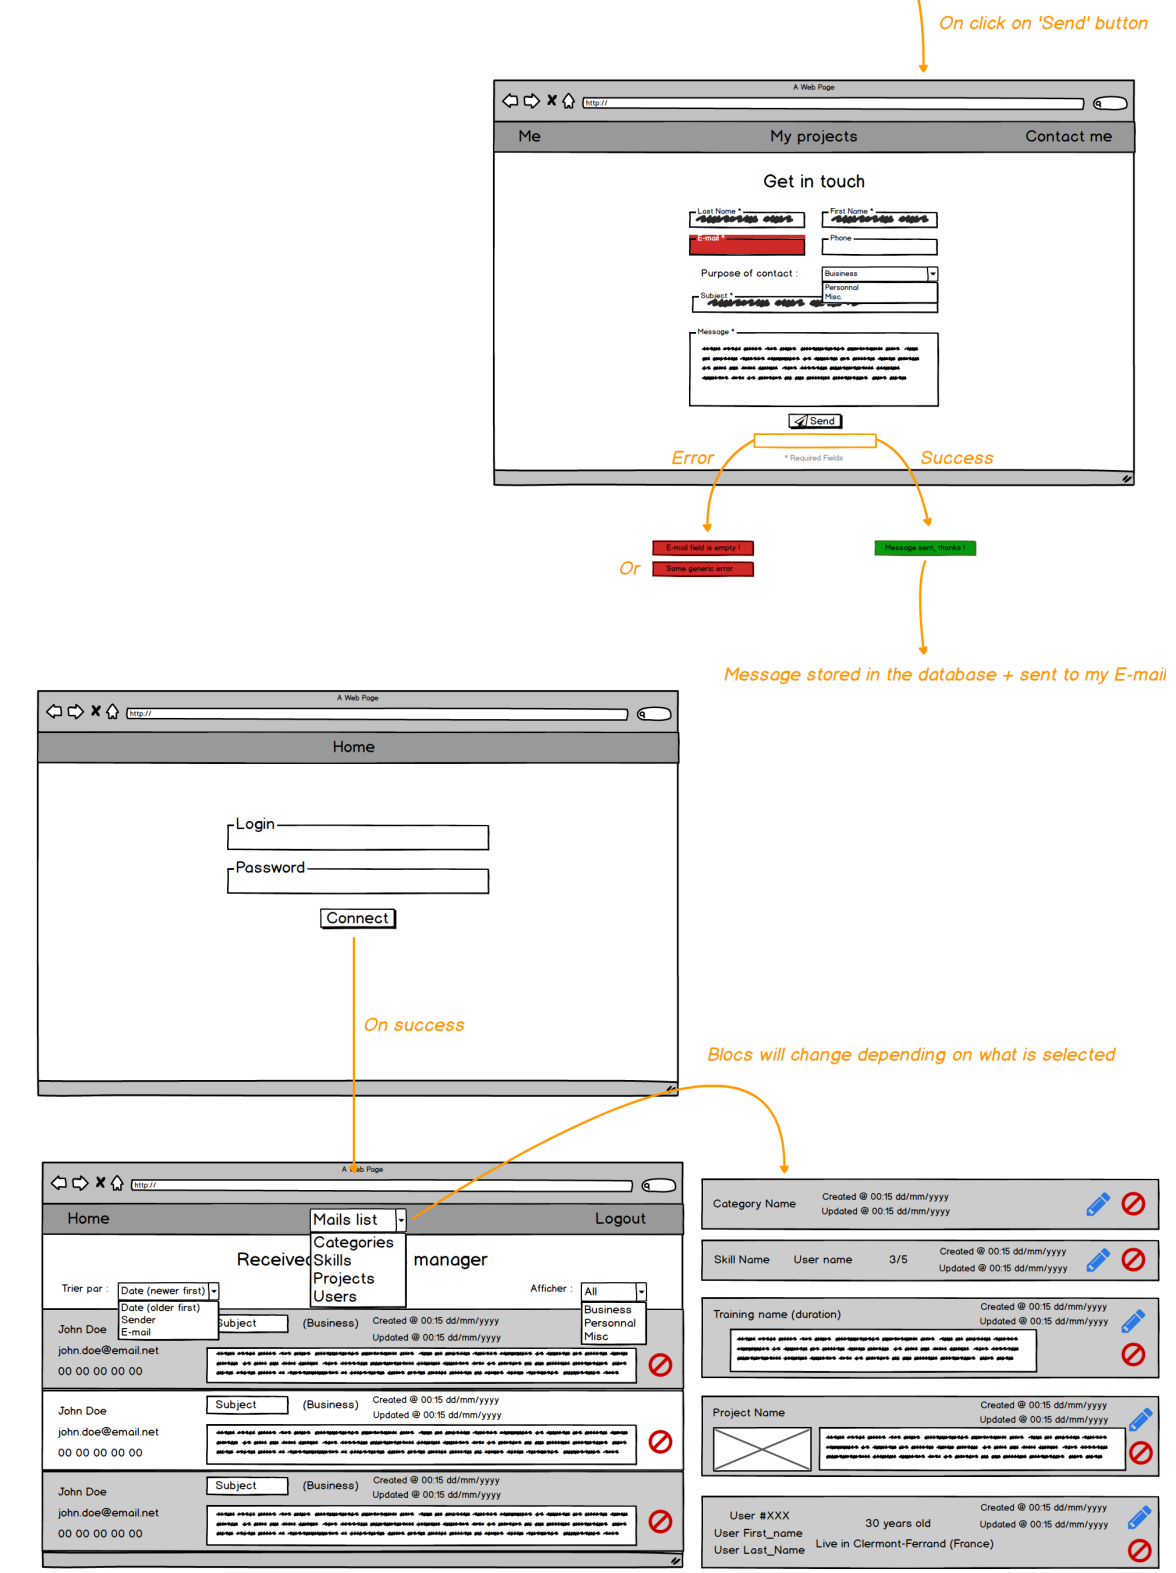 On click on 'Send' button
A Web Page
http://
Me
My projects
Contact me
Get in touch
Last Name *
First Name *
E-mail *
Phone
Purpose of contact :
Buisiness
Personnal
Misc.
Subject *
Message *
Send
Error
* Required Fields
Success
E-mail field is empty !
Message sent, thanks !
Or
Some generic error
Message stored in the database + sent to my E-mail
A Web Page
http://
Home
Login
Password
Connect
On success
Blocs will change depending on what is selected
A Web Page
http://
Home
Mails list
Logout
Categories
Skills
Projects
Users
Received
manager
Trier par :
Date (newer first)
Date (older first)
Sender
E-mail
Afficher :
All
Business
Personnal
Misc
John Doe
john.doe@email.net
00 00 00 00 00
Subject
(Business)
Created @ 00:15 dd/mm/yyyy
Updated @ 00:15 dd/mm/yyyy
John Doe
john.doe@email.net
00 00 00 00 00
Subject
(Business)
Created @ 00:15 dd/mm/yyyy
Updated @ 00:15 dd/mm/yyyy
John Doe
john.doe@email.net
00 00 00 00 00
Subject
(Business)
Created @ 00:15 dd/mm/yyyy
Updated @ 00:15 dd/mm/yyyy
Category Name
Created @ 00:15 dd/mm/yyyy
Updated @ 00:15 dd/mm/yyyy
Skill Name
User name
3/5
Created @ 00:15 dd/mm/yyyy
Updated @ 00:15 dd/mm/yyyy
Training name (duration)
Created @ 00:15 dd/mm/yyyy
Updated @ 00:15 dd/mm/yyyy
Project Name
Created @ 00:15 dd/mm/yyyy
Updated @ 00:15 dd/mm/yyyy
User #XXX
User First_name
User Last_Name
30 years old
Live in Clermont-Ferrand (France)
Created @ 00:15 dd/mm/yyyy
Updated @ 00:15 dd/mm/yyyy